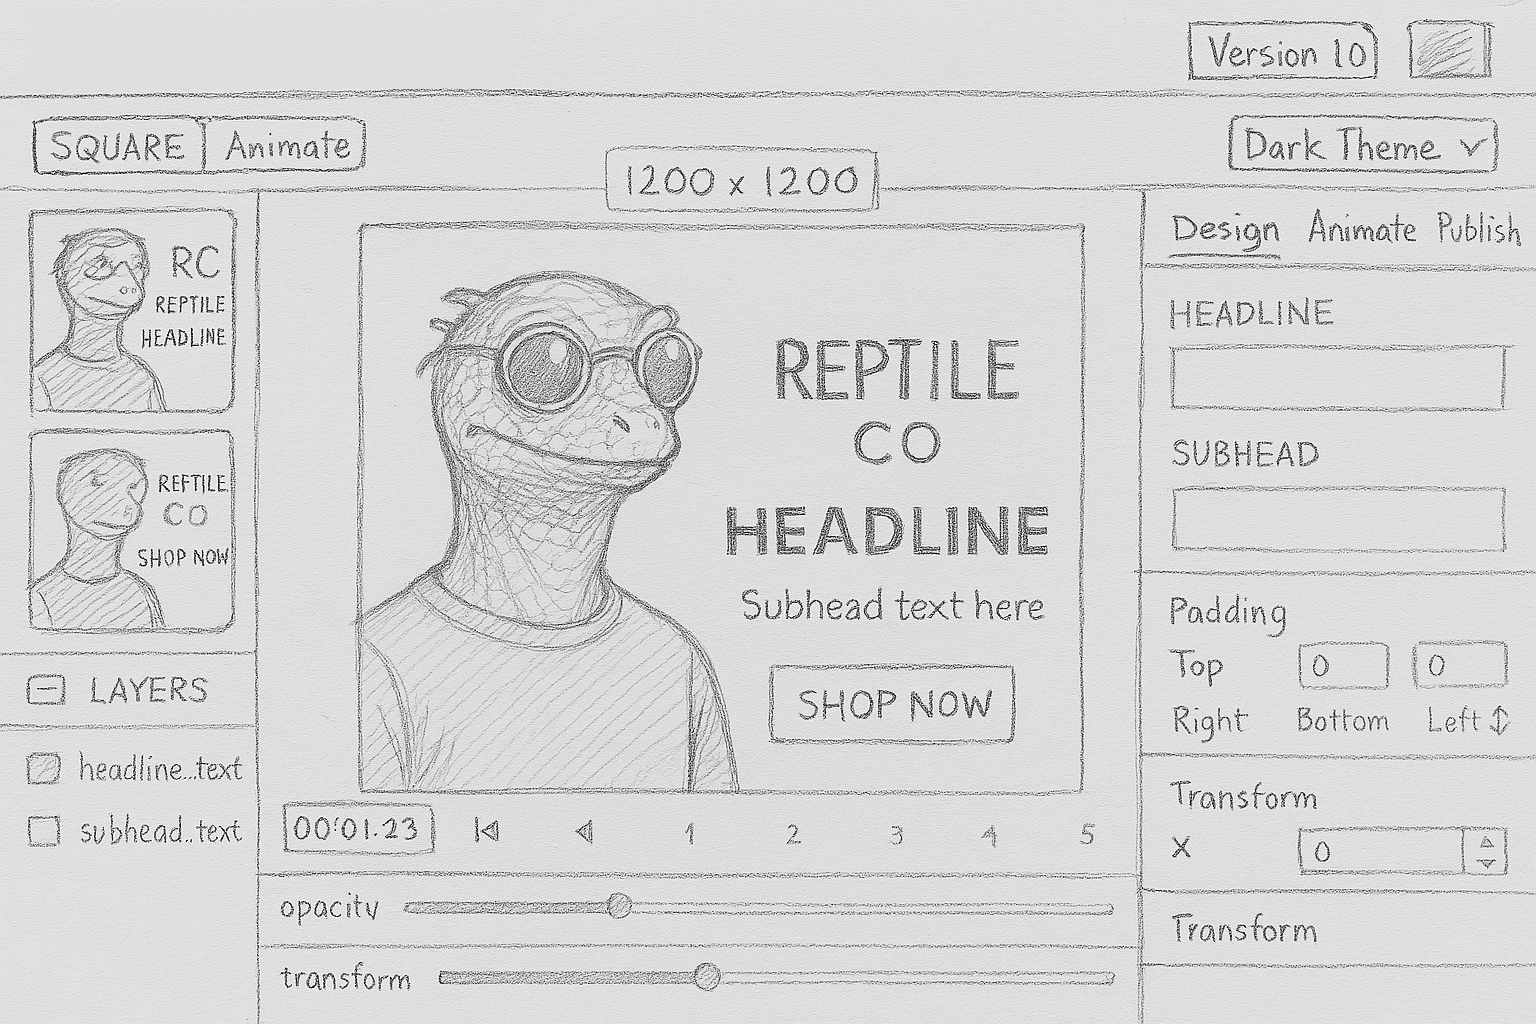 Version 10
SQUARE Animate
Dark Theme
1200 x 1200
RC
REPTILE
HEADLINE
REFTILE
CO
SHOP NOW
LAYERS
headline...text
subhead..text
REPTILE
CO
HEADLINE
Subhead text here
SHOP NOW
00'01.23 1 2 3 4 5
opacity
transform
Design Animate Publish
HEADLINE
SUBHEAD
Padding
Top 0 0
Right Bottom Left
Transform
X 0
Transform